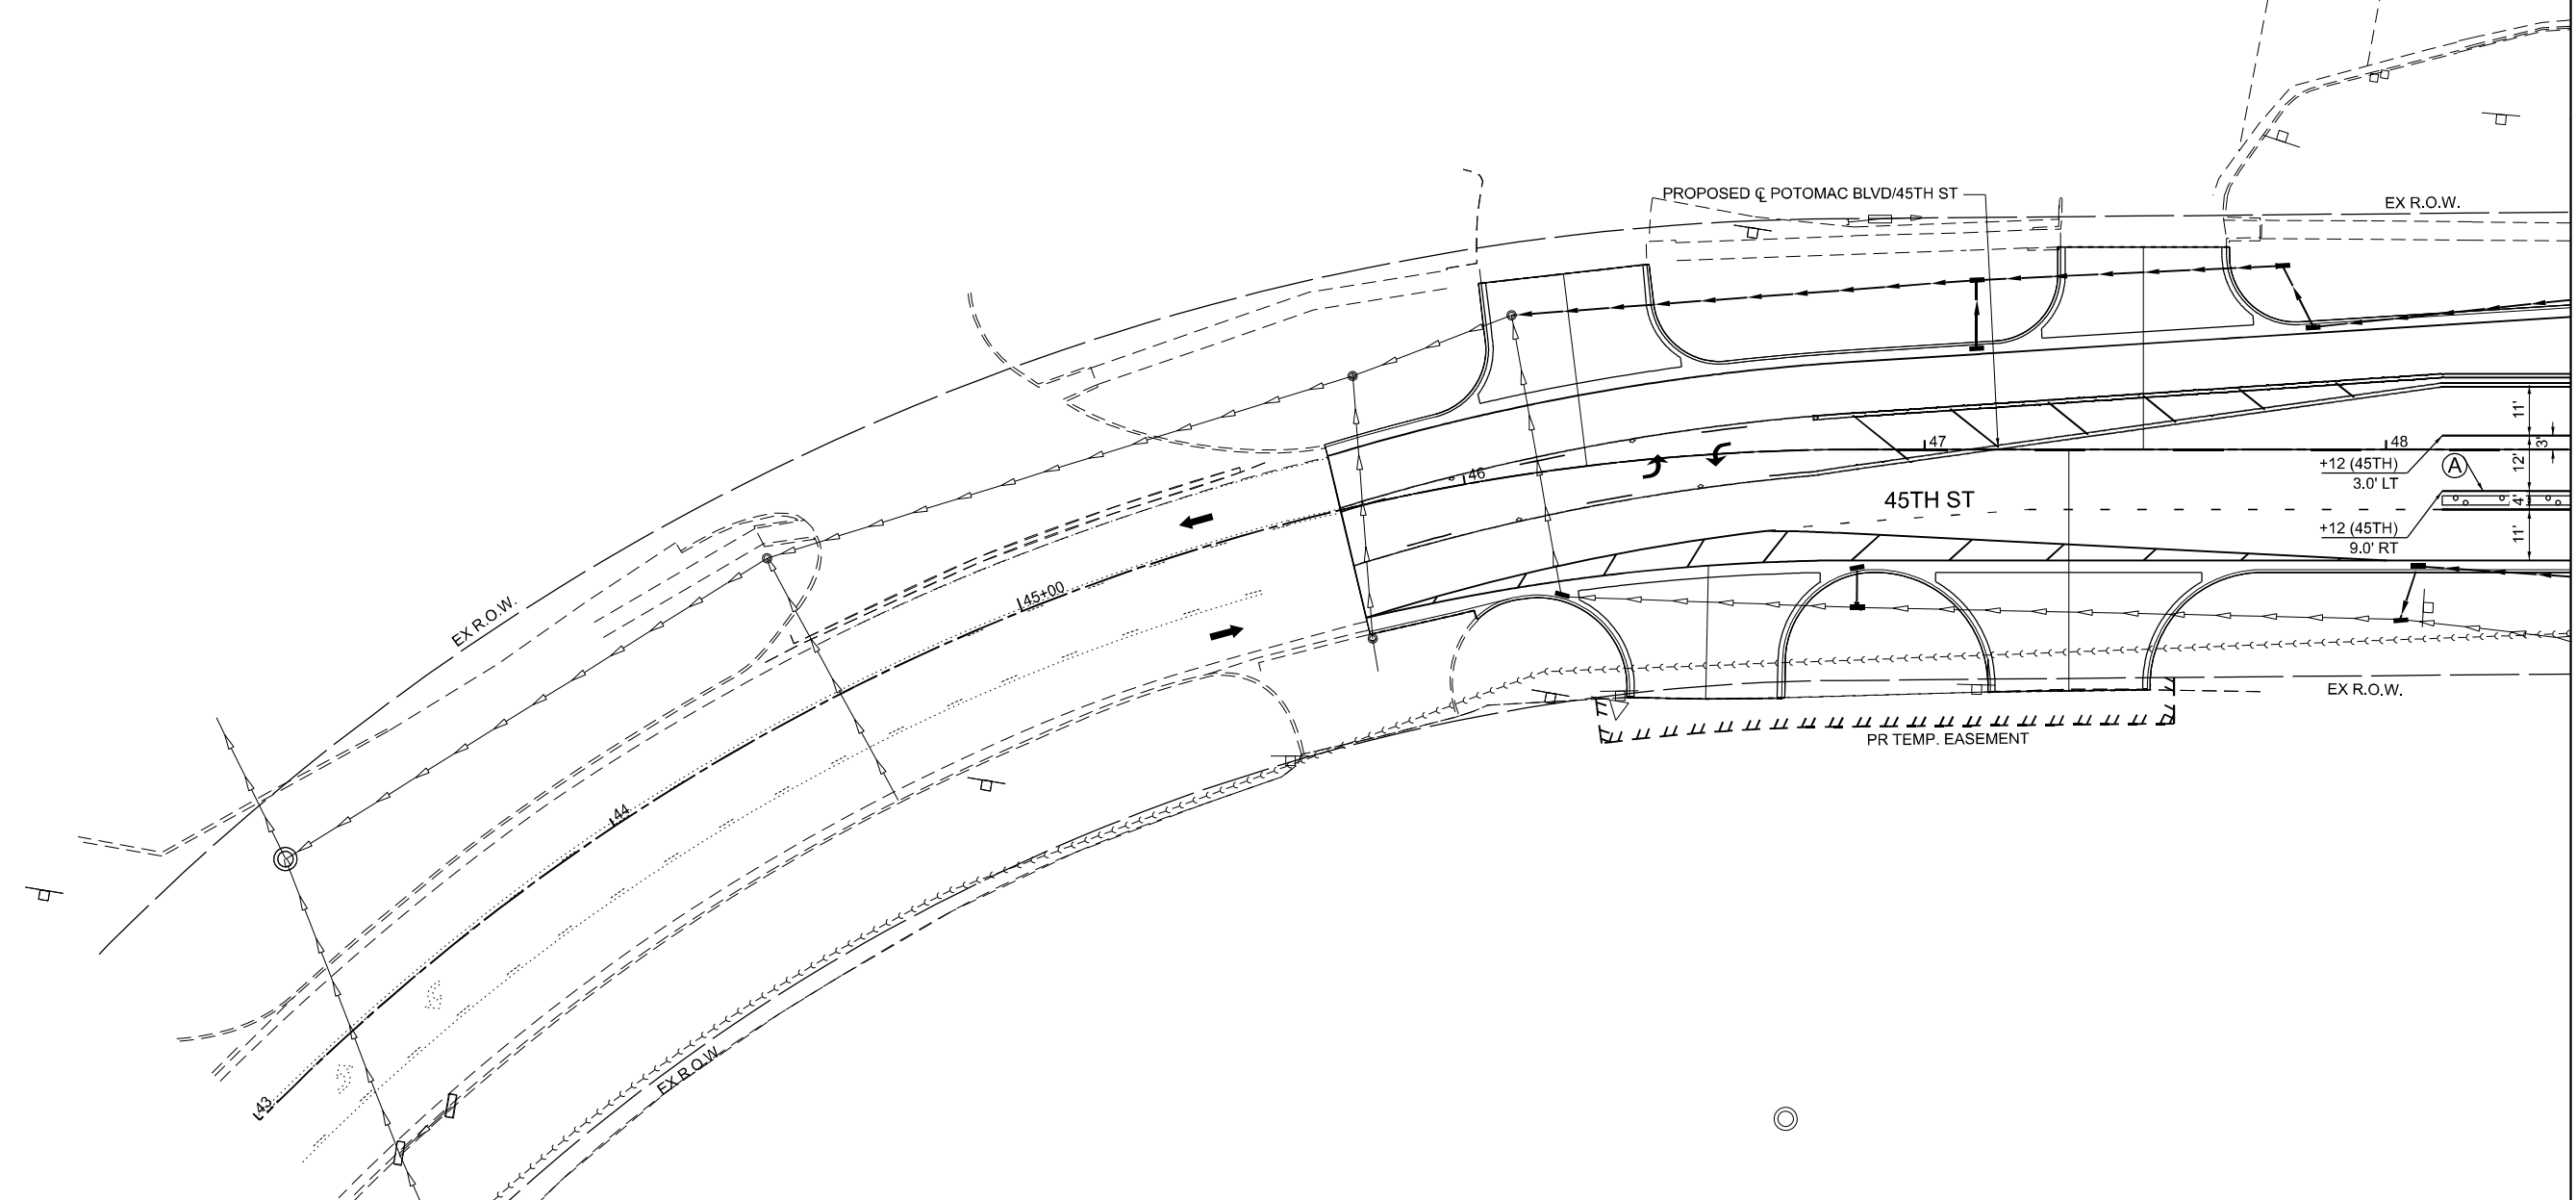 PROPOSED ℄ POTOMAC BLVD/45TH ST
EX R.O.W.
11'
3'
47
48
46
12'
+12 (45TH)
3.0' LT
A
4'
45TH ST
+12 (45TH)
9.0' RT
11'
45+00
EX R.O.W.
EX R.O.W.
PR TEMP. EASEMENT
44
EX R.O.W.
43